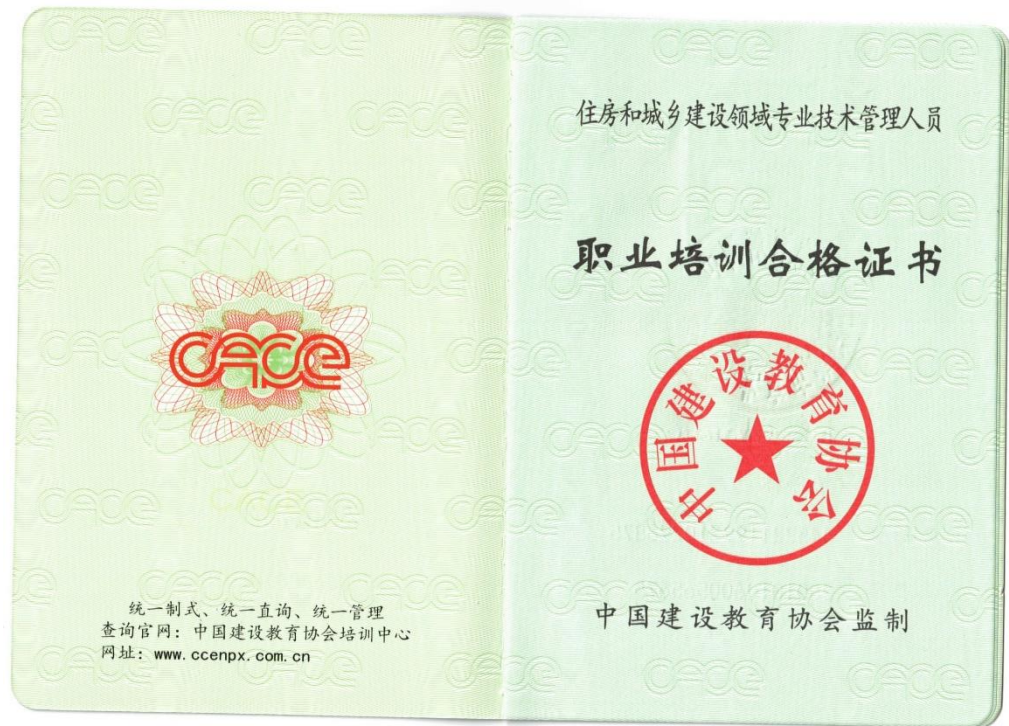 CACE
统一制式、统一直询、统一管理
查询官网：中国建设教育协会培训中心
网址：www.ccenpx.com.cn
住房和城乡建设领域专业技术管理人员
职业培训合格证书
中国建设教育协会
中国建设教育协会监制